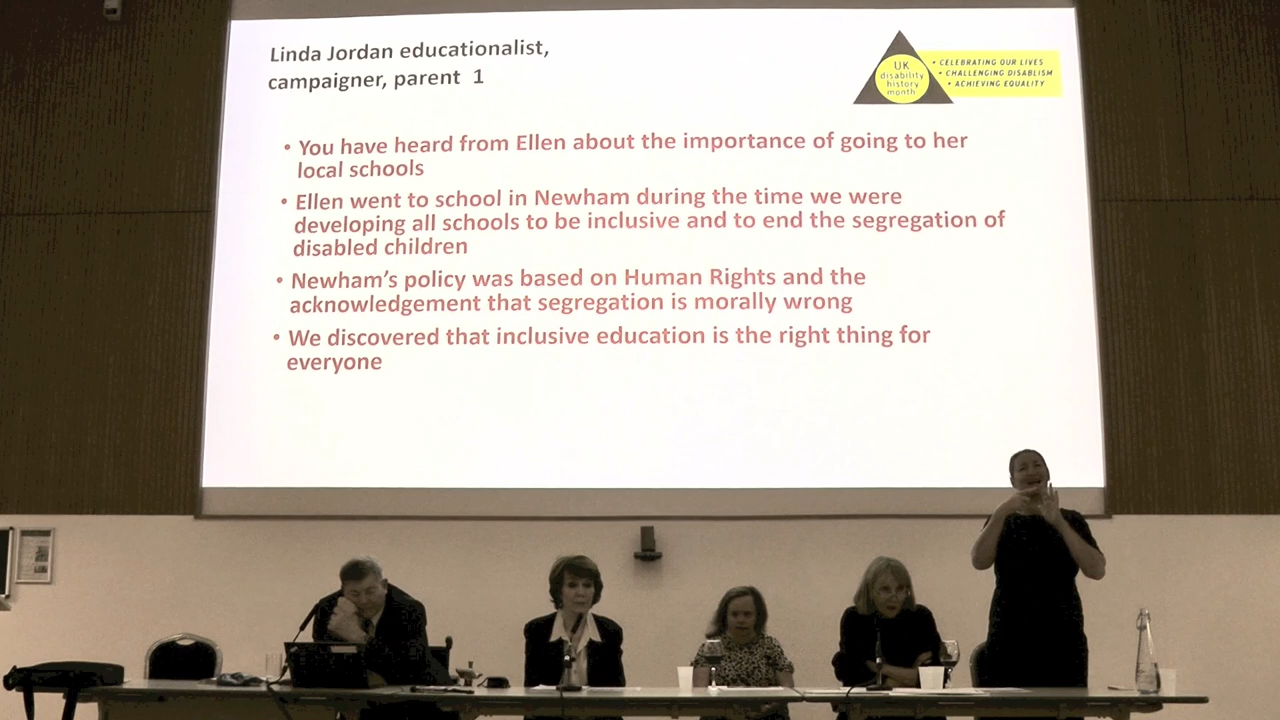 Linda Jordan educationalist,
campaigner, parent 1
UK
disability
history
month
• CELEBRATING OUR LIVES
• CHALLENGING DISABLISM
• ACHIEVING EQUALITY
• You have heard from Ellen about the importance of going to her
local schools
• Ellen went to school in Newham during the time we were
developing all schools to be inclusive and to end the segregation of
disabled children
• Newham’s policy was based on Human Rights and the
acknowledgement that segregation is morally wrong
• We discovered that inclusive education is the right thing for
everyone